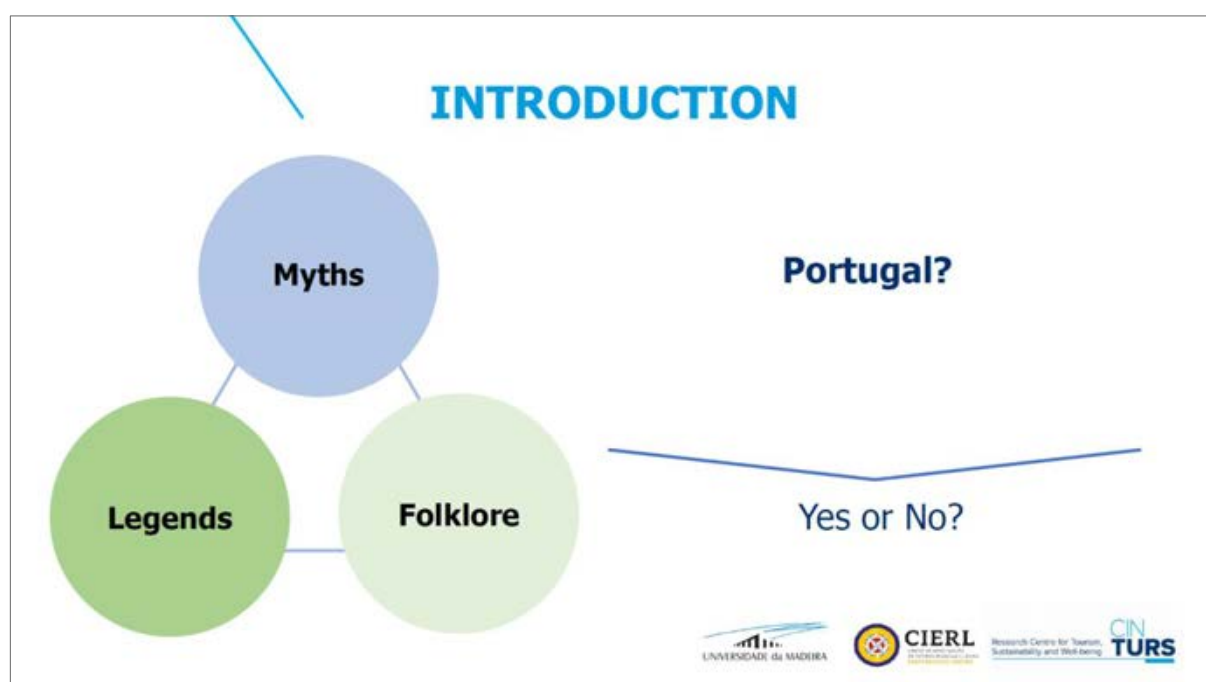 INTRODUCTION
Myths
Legends
Folklore
Portugal?
Yes or No?
UNIVERSIDADE da MADEIRA
CIERL
Research Centre for Tourism,
Sustainability and Well-being
CIN
TURS